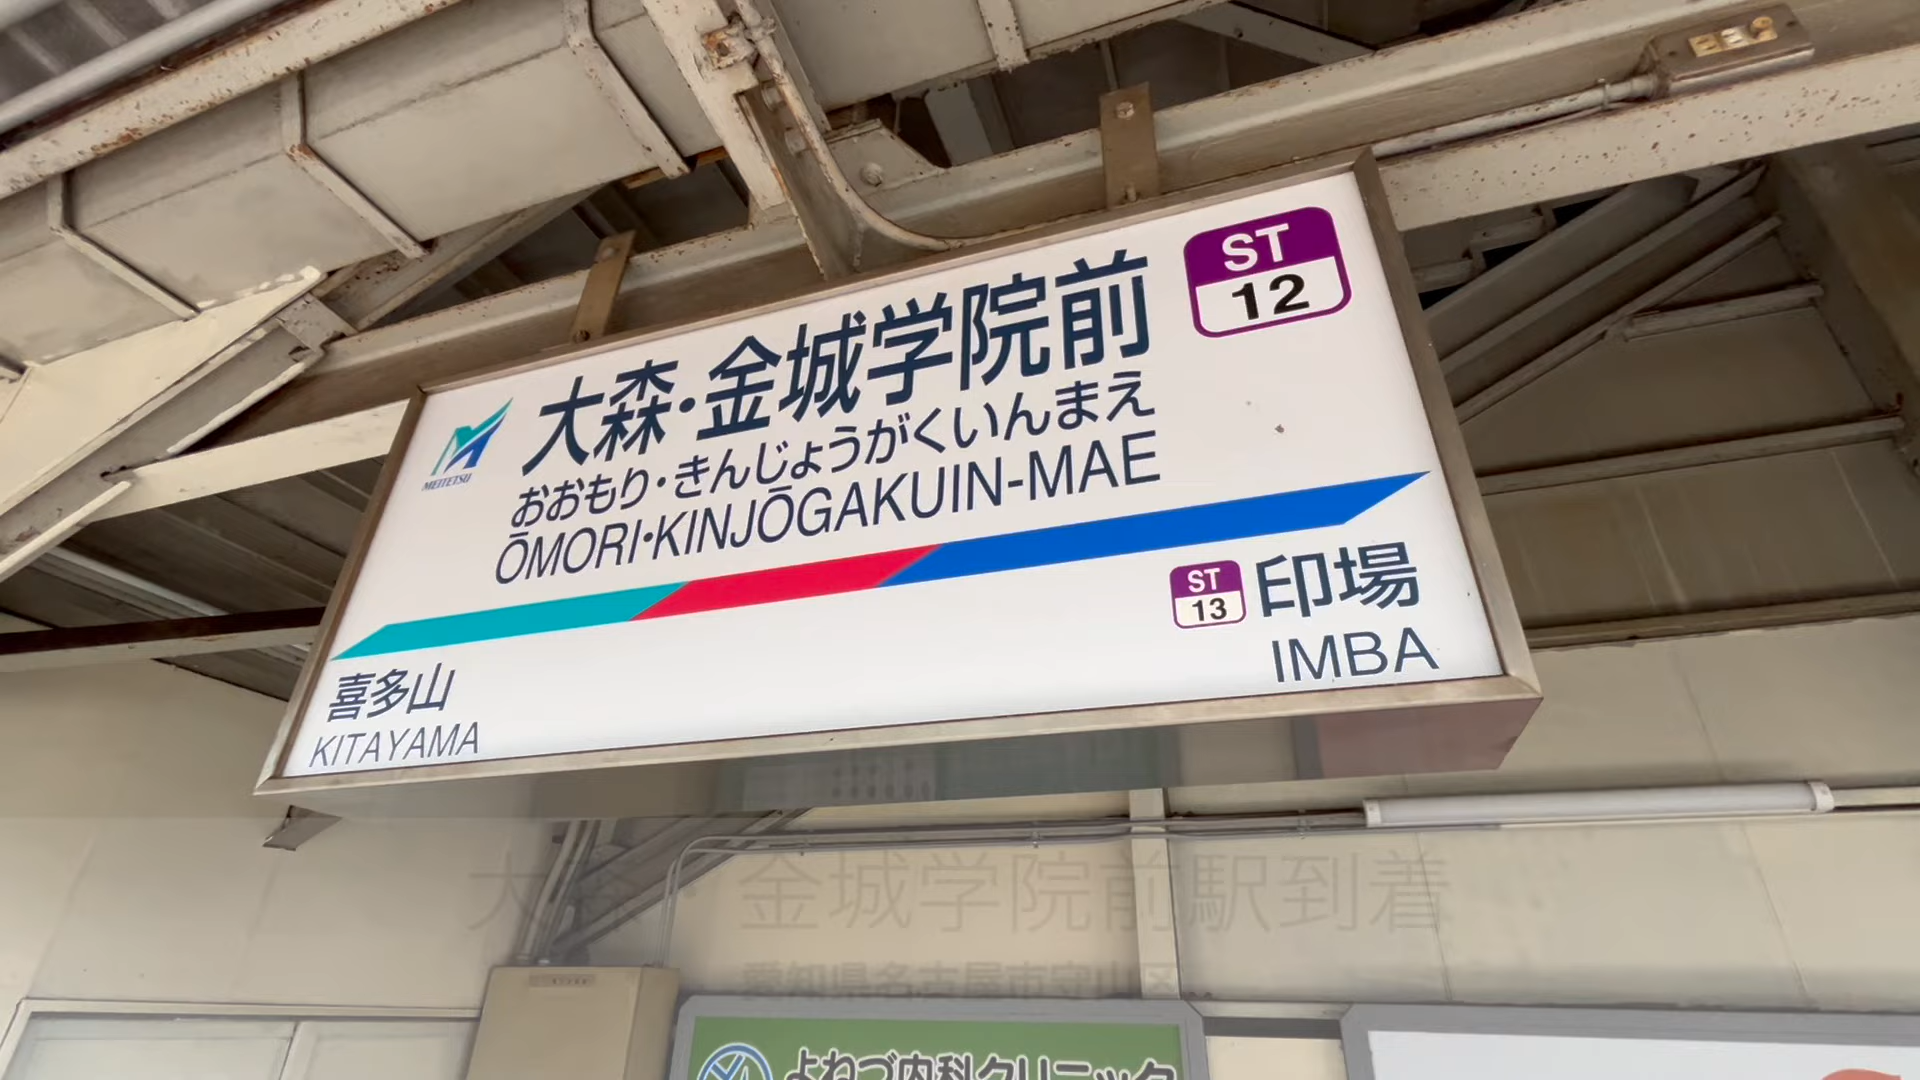 ST
12
大森・金城学院前
おおもり・きんじょうがくいんまえ
ŌMORI・KINJŌGAKUIN-MAE
MEITETSU
ST
13
印場
IMBA
喜多山
KITAYAMA
大森・金城学院前駅到着
愛知県名古屋市守山区
よねづ内科クリニック